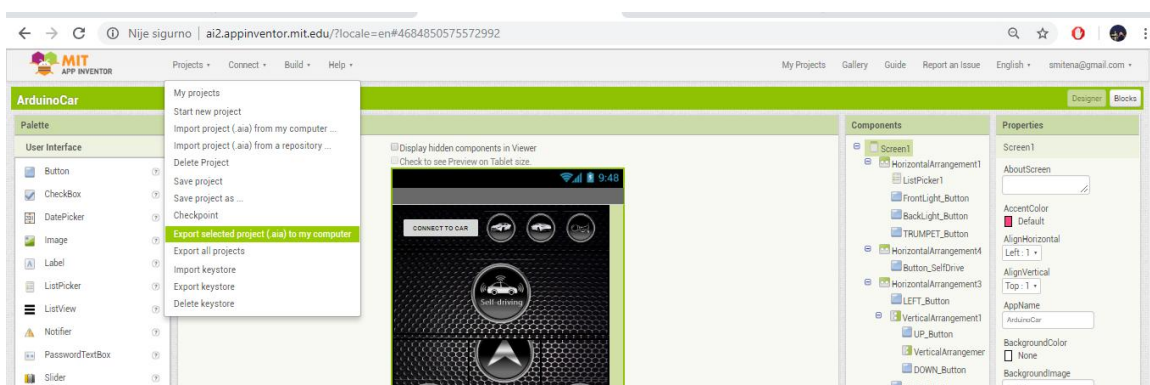 Nije sigurno | ai2.appinventor.mit.edu/?locale=en#4684850575572992
MIT
APP INVENTOR
Projects Connect Build Help
My Projects Gallery Guide Report an Issue English smitena@gmail.com
ArduinoCar
Designer Blocks
Palette
User Interface
Button
CheckBox
DatePicker
Image
Label
ListPicker
ListView
Notifier
PasswordTextBox
Slider
My projects
Start new project
Import project (.aia) from my computer ...
Import project (.aia) from a repository ...
Delete Project
Save project
Save project as ...
Checkpoint
Export selected project (.aia) to my computer
Export all projects
Import keystore
Export keystore
Delete keystore
Display hidden components in Viewer
Check to see Preview on Tablet size.
9:48
CONNECT TO CAR
Self-driving
Components
Screen1
HorizontalArrangement1
ListPicker1
FrontLight_Button
BackLight_Button
TRUMPET_Button
HorizontalArrangement4
Button_SelfDrive
HorizontalArrangement3
LEFT_Button
VerticalArrangement1
UP_Button
VerticalArrangemer
DOWN_Button
Properties
Screen1
AboutScreen
AccentColor
Default
AlignHorizontal
Left : 1
AlignVertical
Top : 1
AppName
ArduinoCar
BackgroundColor
None
BackgroundImage